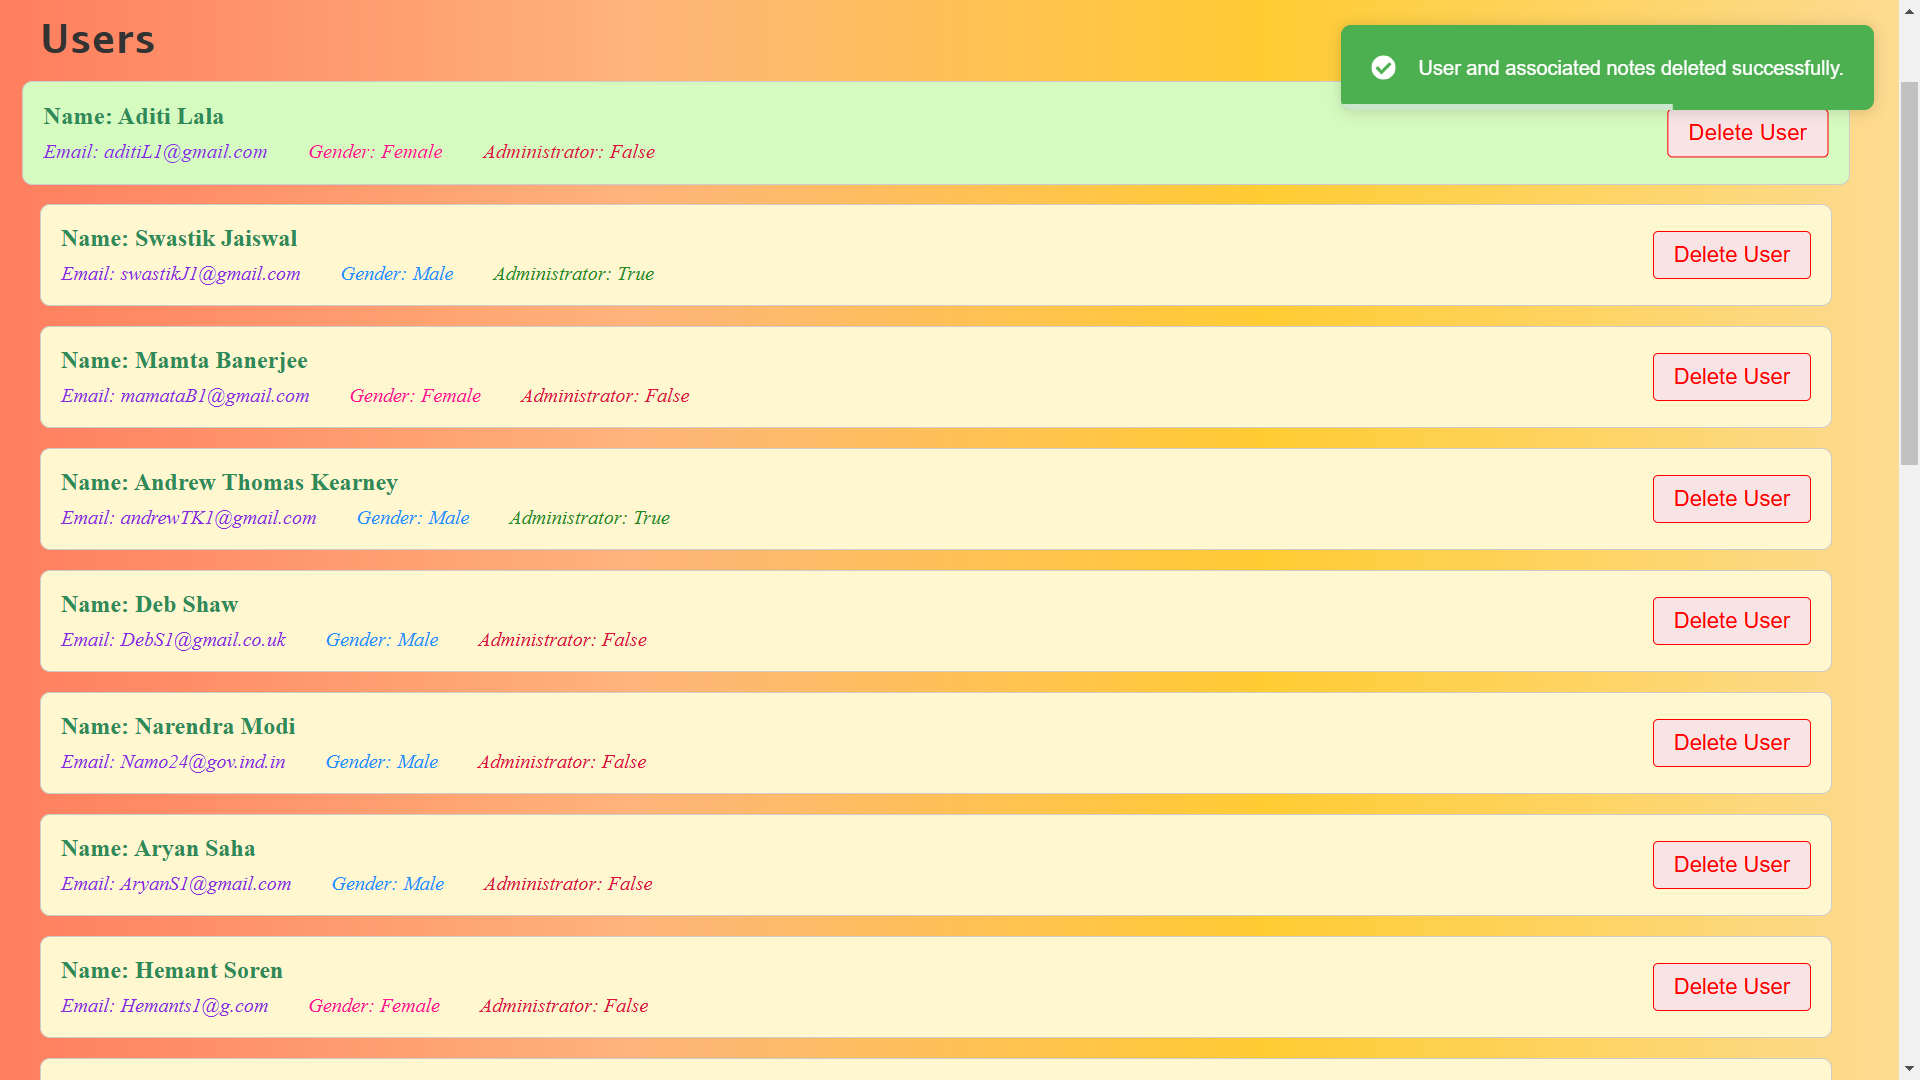 Users
User and associated notes deleted successfully.
Name: Aditi Lala
Email: aditiL1@gmail.com Gender: Female Administrator: False
Delete User
Name: Swastik Jaiswal
Email: swastikJ1@gmail.com Gender: Male Administrator: True
Delete User
Name: Mamta Banerjee
Email: mamataB1@gmail.com Gender: Female Administrator: False
Delete User
Name: Andrew Thomas Kearney
Email: andrewTK1@gmail.com Gender: Male Administrator: True
Delete User
Name: Deb Shaw
Email: DebS1@gmail.co.uk Gender: Male Administrator: False
Delete User
Name: Narendra Modi
Email: Namo24@gov.ind.in Gender: Male Administrator: False
Delete User
Name: Aryan Saha
Email: AryanS1@gmail.com Gender: Male Administrator: False
Delete User
Name: Hemant Soren
Email: Hemants1@g.com Gender: Female Administrator: False
Delete User